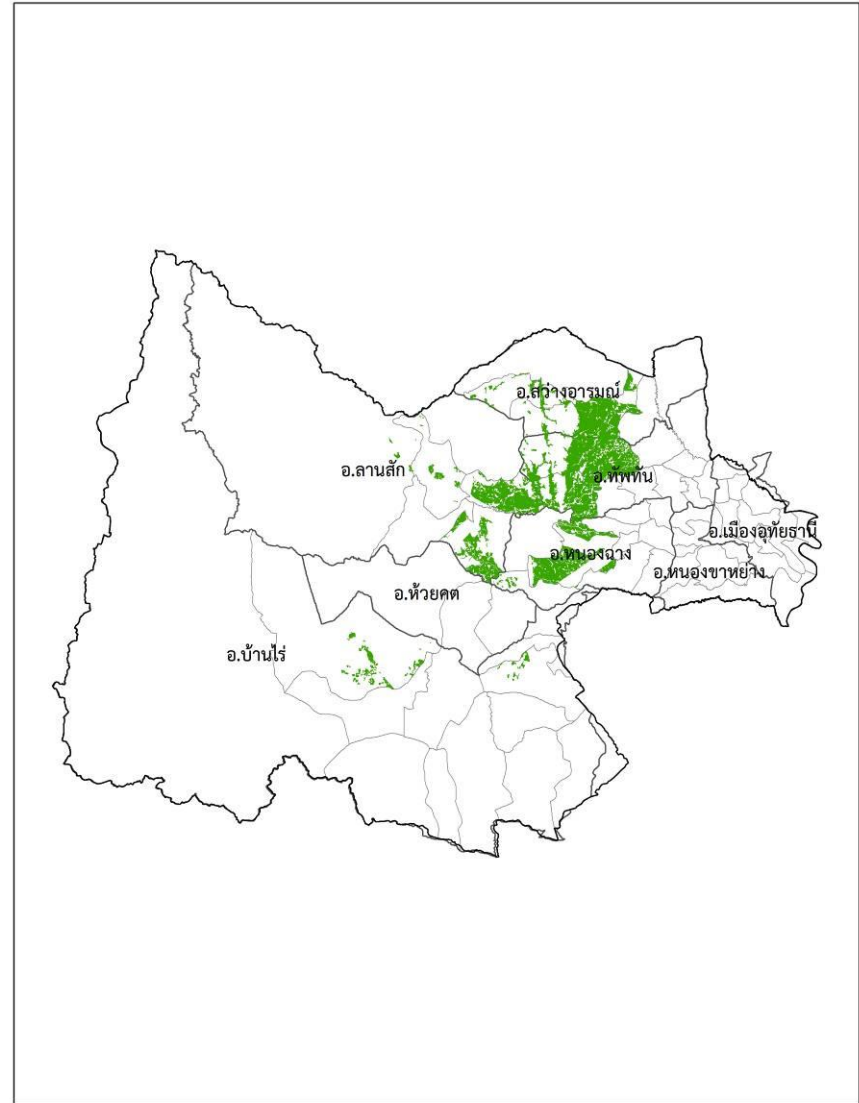 อ.สว่างอารมณ์
อ.ลานสัก
อ.ทัพทัน
อ.เมืองอุทัยธานี
อ.หนองฉาง
อ.หนองขาหย่าง
อ.ห้วยคต
อ.บ้านไร่